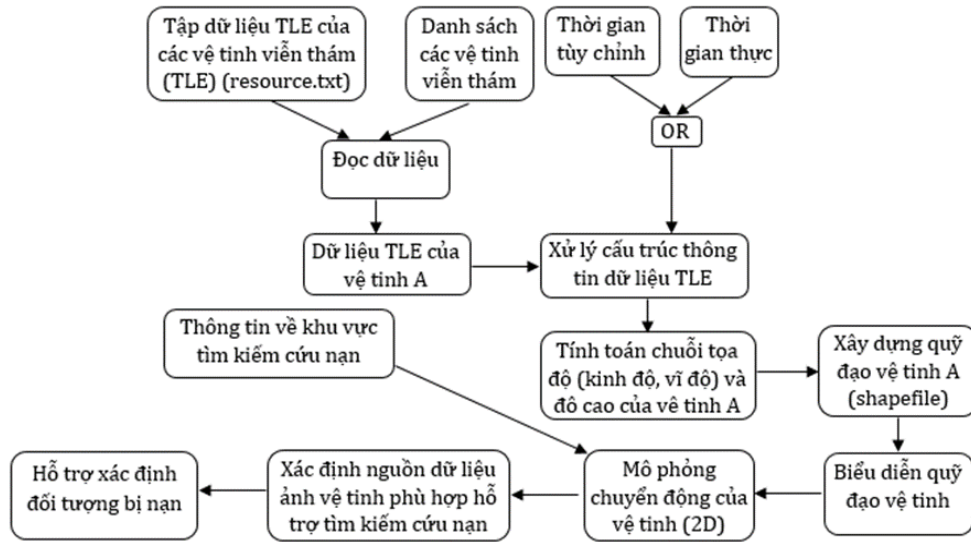 Tập dữ liệu TLE của
các vệ tinh viễn thám
(TLE) (resource.txt)
Danh sách
các vệ tinh
viễn thám
Thời gian
tùy chỉnh
Thời
gian thực
OR
Đọc dữ liệu
Dữ liệu TLE của
vệ tinh A
Xử lý cấu trúc thông
tin dữ liệu TLE
Thông tin về khu vực
tìm kiếm cứu nạn
Tính toán chuỗi tọa
độ (kinh độ, vĩ độ) và
đô cao của vê tinh A
Xây dựng quỹ
đạo vệ tinh A
(shapefile)
Hỗ trợ xác định
đối tượng bị nạn
Xác định nguồn dữ liệu
ảnh vệ tinh phù hợp hỗ
trợ tìm kiếm cứu nạn
Mô phỏng
chuyển động của
vệ tinh (2D)
Biểu diễn quỹ
đạo vệ tinh